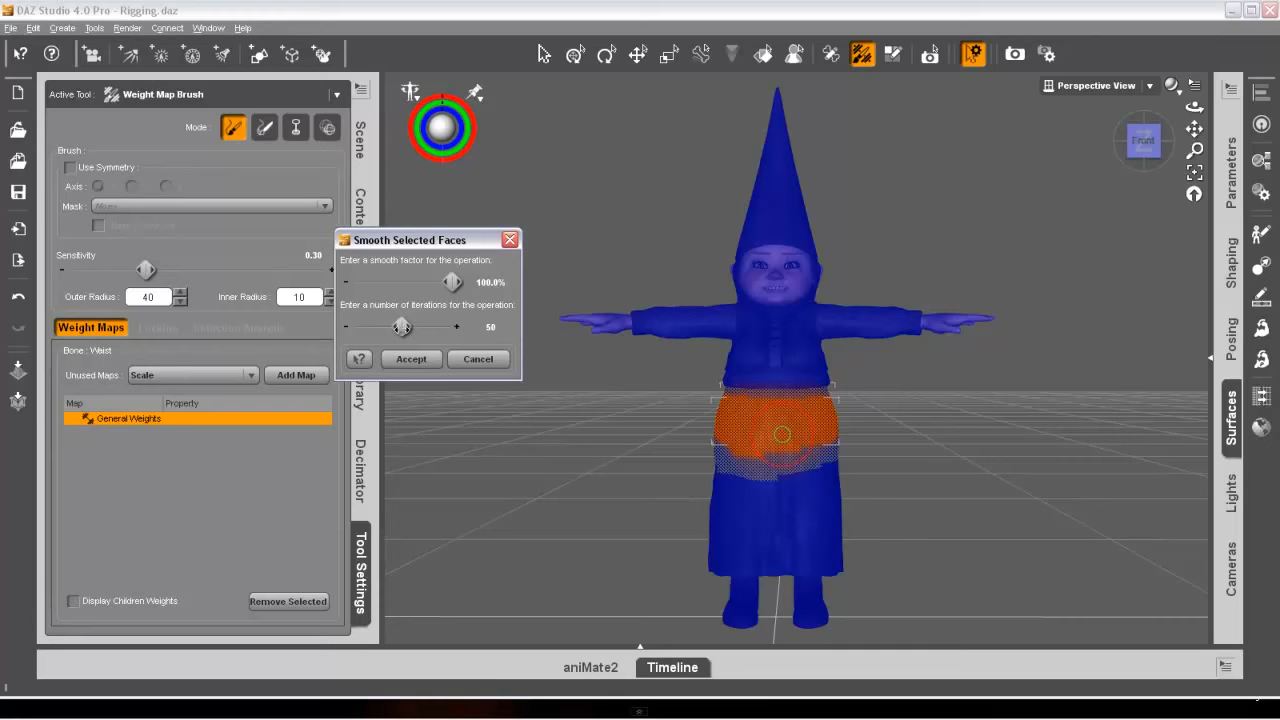 DAZ Studio 4.0 Pro - Rigging.daz
File Edit Create Tools Render Connect Window Help
Active Tool : Weight Map Brush
Mode :
Brush :
Use Symmetry
Axis :
Mask :
Sensitivity 0.30
Outer Radius : 40 Inner Radius : 10
Weight Maps
Bone : Waist
Unused Maps : Scale Add Map
Map Property
General Weights
Display Children Weights Remove Selected
Scene
Decimator
Tool Settings
Smooth Selected Faces
Enter a smooth factor for the operation:
100.0%
Enter a number of iterations for the operation:
50
Accept Cancel
Perspective View
Front
Parameters
Shaping
Posing
Surfaces
Lights
Cameras
aniMate2 Timeline